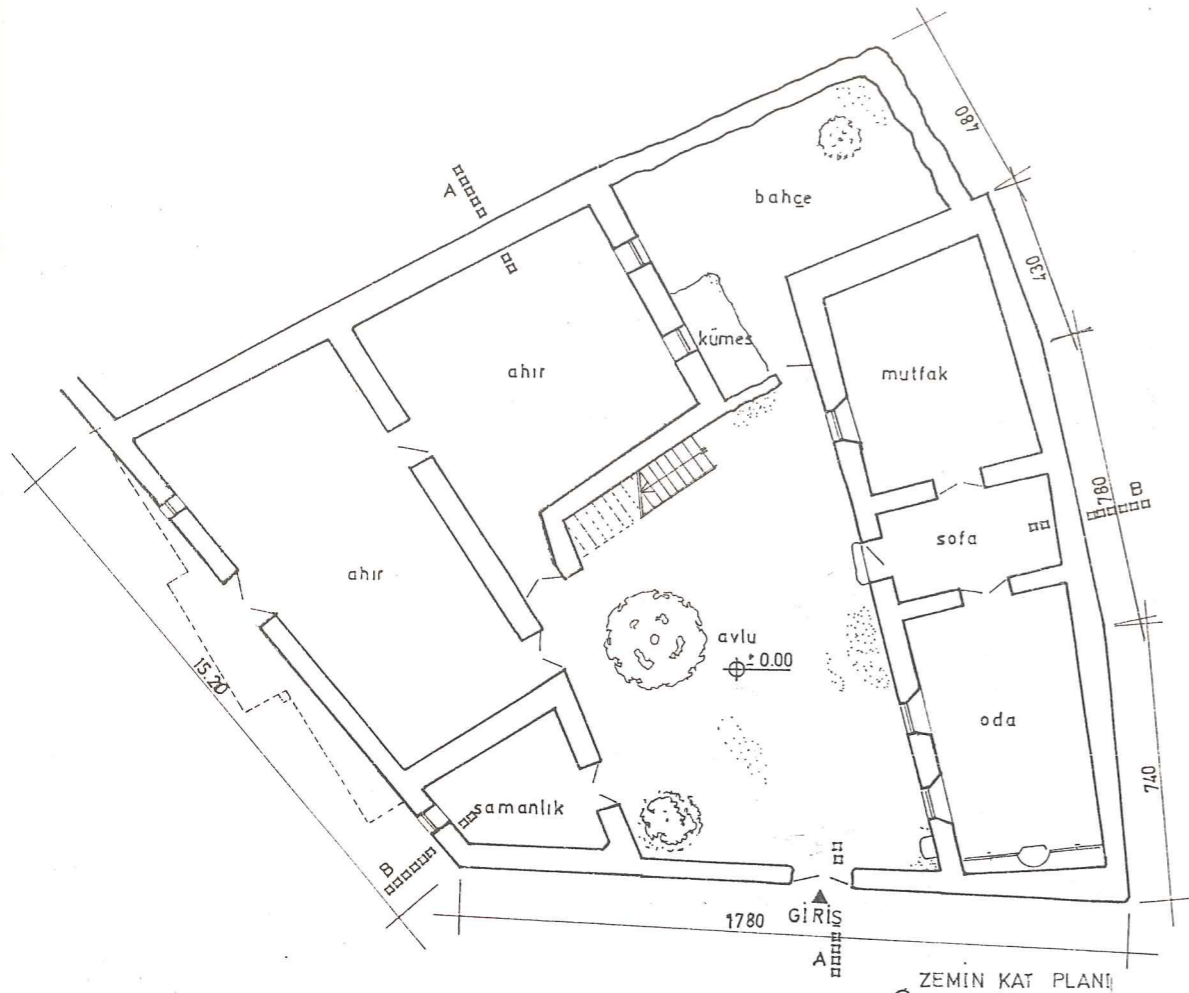 480
A
bahçe
430
kümes
ahır
mutfak
780
B
sofa
ahır
avlu
± 0.00
15.20
oda
740
samanlık
B
GİRİŞ
1780
A
ZEMİN KAT PLANI